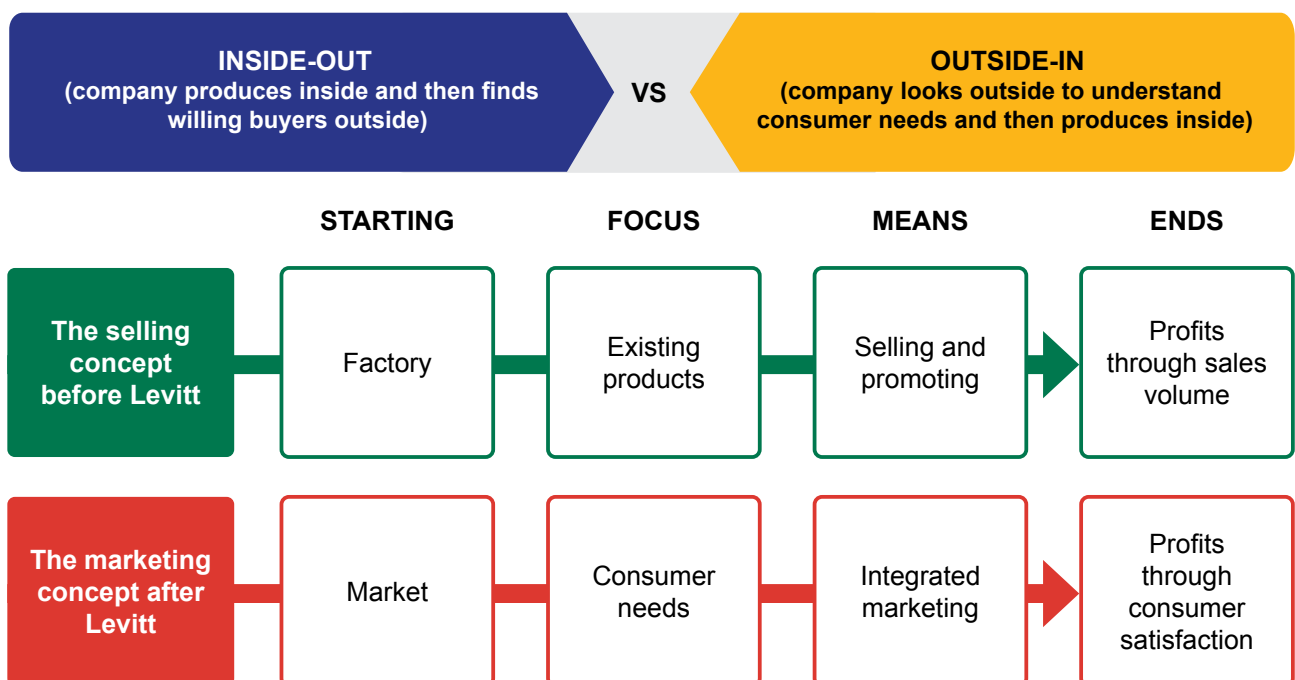 INSIDE-OUT
(company produces inside and then finds
willing buyers outside)
VS
OUTSIDE-IN
(company looks outside to understand
consumer needs and then produces inside)
STARTING
FOCUS
MEANS
ENDS
The selling
concept
before Levitt
Factory
Existing
products
Selling and
promoting
Profits
through sales
volume
The marketing
concept after
Levitt
Market
Consumer
needs
Integrated
marketing
Profits
through
consumer
satisfaction